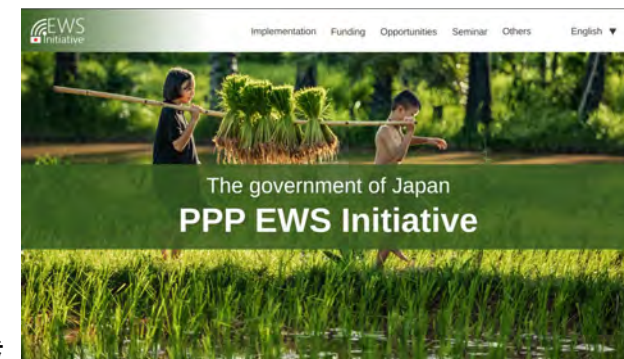 EWS
Initiative
Implementation Funding Opportunities Seminar Others English ▼
The government of Japan
PPP EWS Initiative